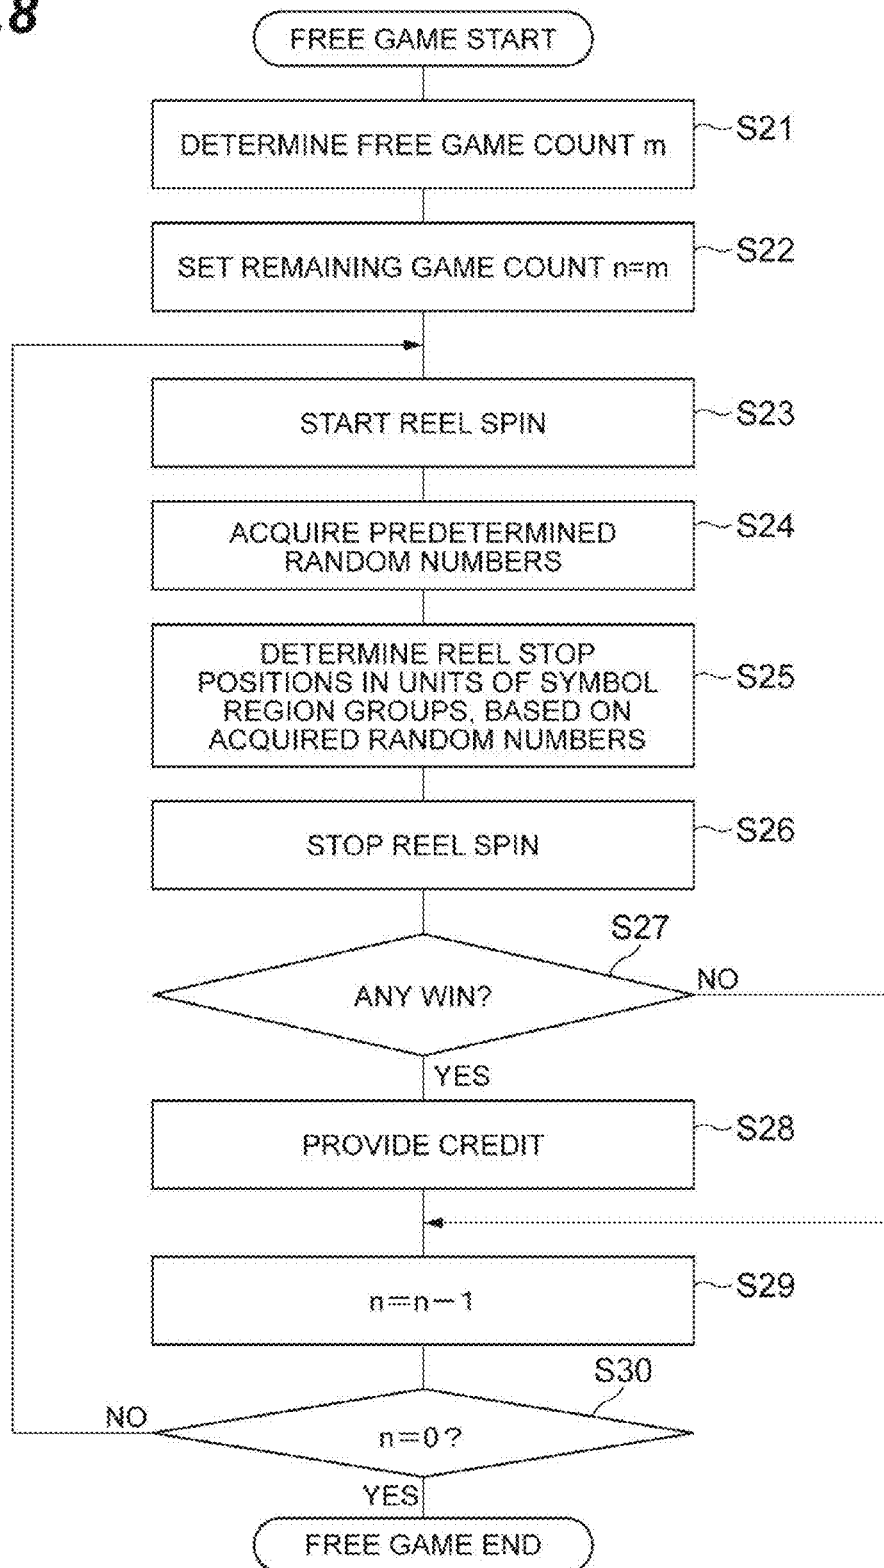 8
FREE GAME START
DETERMINE FREE GAME COUNT m
S21
SET REMAINING GAME COUNT n=m
S22
START REEL SPIN
S23
ACQUIRE PREDETERMINED
RANDOM NUMBERS
S24
DETERMINE REEL STOP
POSITIONS IN UNITS OF SYMBOL
REGION GROUPS, BASED ON
ACQUIRED RANDOM NUMBERS
S25
STOP REEL SPIN
S26
S27
ANY WIN?
NO
YES
PROVIDE CREDIT
S28
n=n-1
S29
S30
n=0?
NO
YES
FREE GAME END